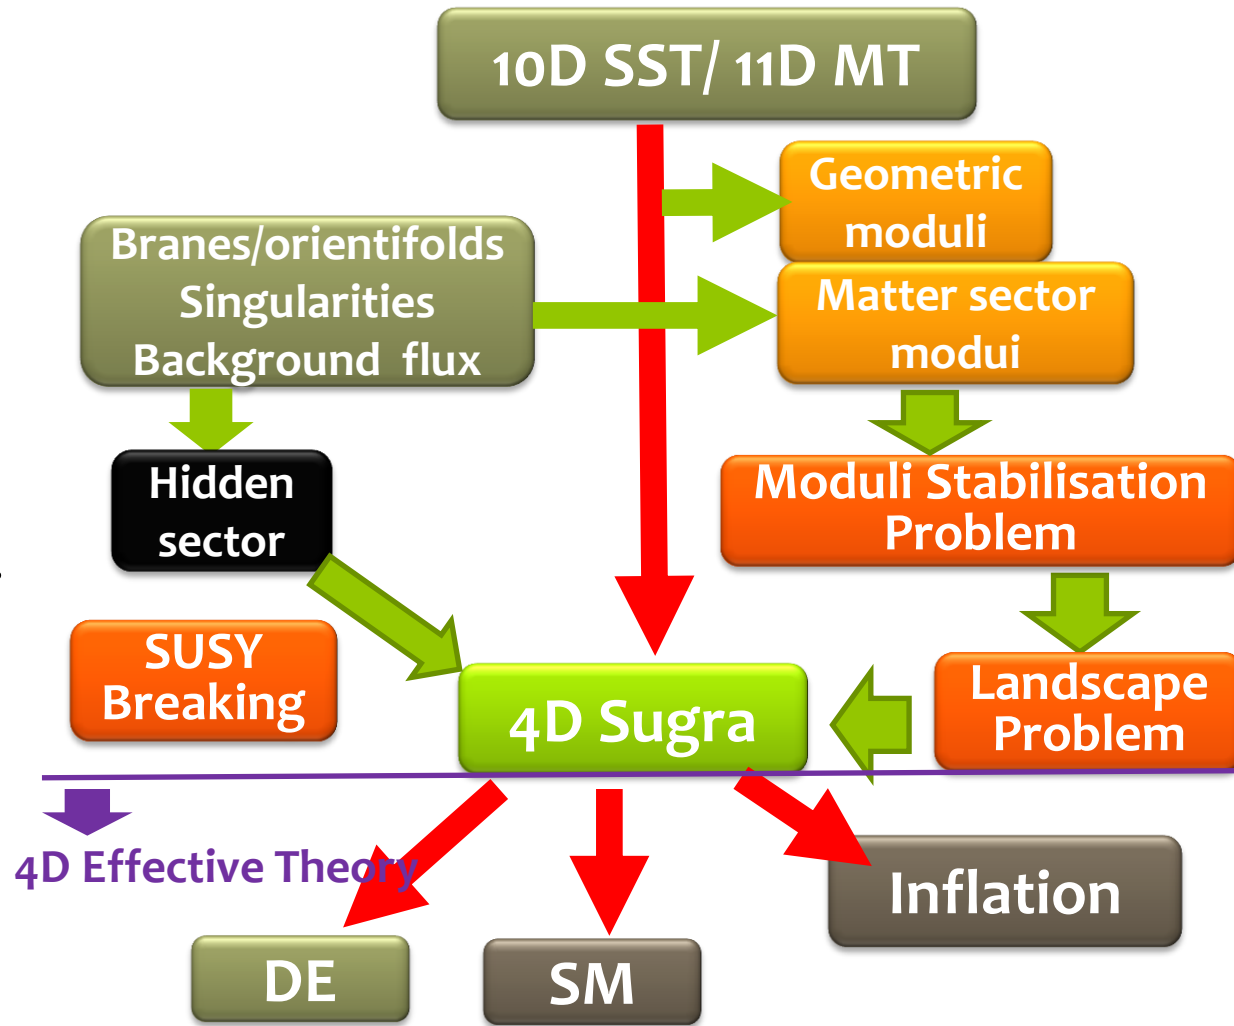 10D SST/ 11D MT
Geometric
moduli
Branes/orientifolds
Singularities
Background flux
Matter sector
modui
Hidden
sector
Moduli Stabilisation
Problem
SUSY
Breaking
4D Sugra
Landscape
Problem
4D Effective Theory
Inflation
DE
SM